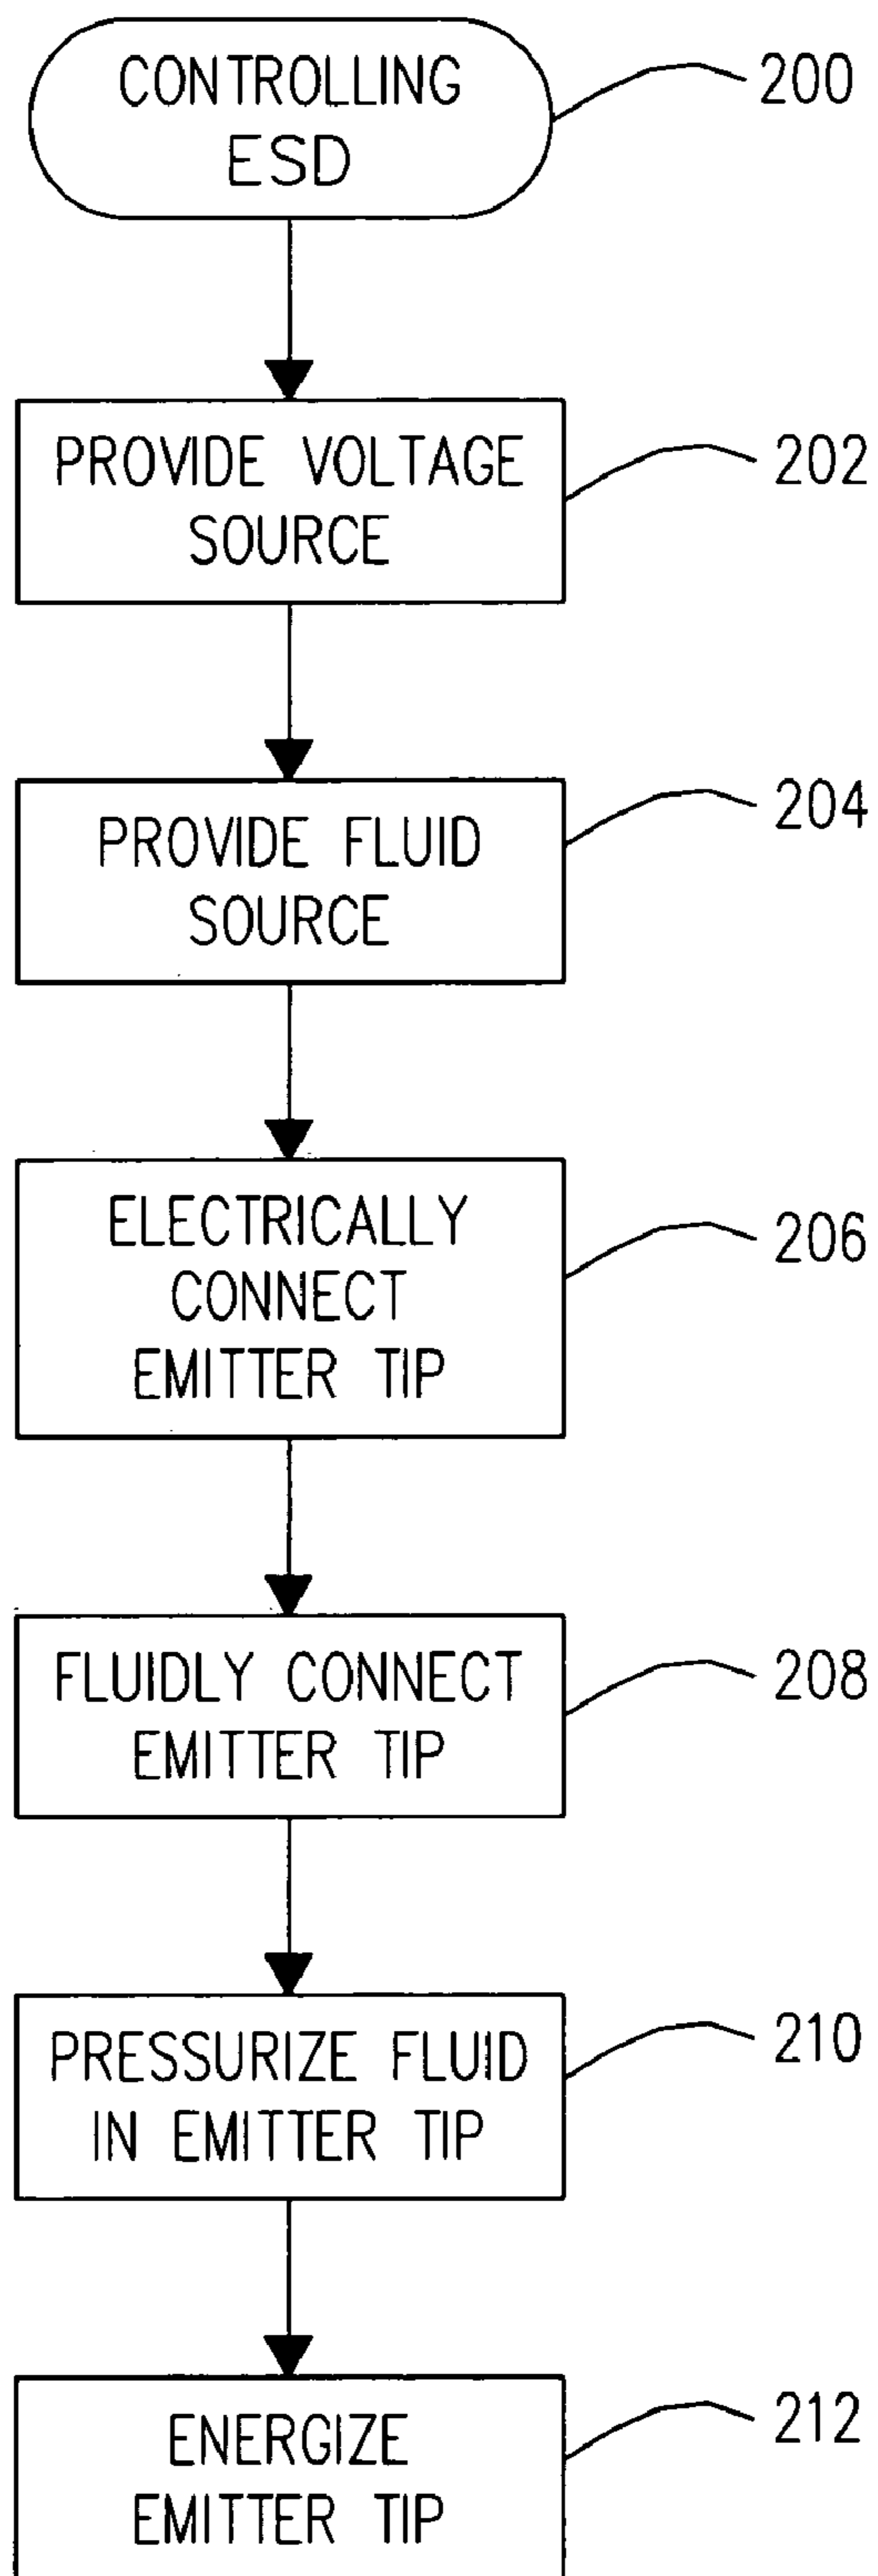 CONTROLLING
ESD
200
PROVIDE VOLTAGE
SOURCE
202
PROVIDE FLUID
SOURCE
204
ELECTRICALLY
CONNECT
EMITTER TIP
206
FLUIDLY CONNECT
EMITTER TIP
208
PRESSURIZE FLUID
IN EMITTER TIP
210
ENERGIZE
EMITTER TIP
212